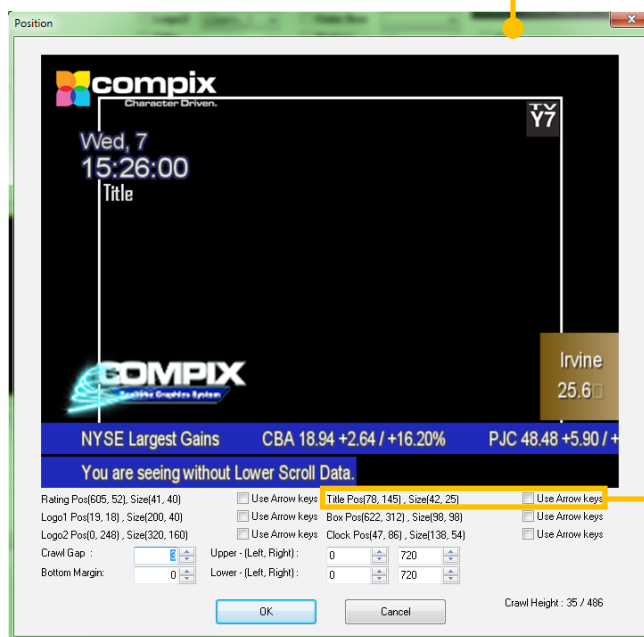 Position
x
compix
Character Driven.
TV
Y7
Wed, 7
15:26:00
Title
COMPIX
Realtime Graphics System
Irvine
25.6
NYSE Largest Gains CBA 18.94 +2.64 / +16.20% PJC 48.48 +5.90 / +
You are seeing without Lower Scroll Data.
Rating Pos(605, 52), Size(41, 40) Use Arrow keys Title Pos(78, 145) , Size(42, 25) Use Arrow keys
Logo1 Pos(19, 18) , Size(200, 40) Use Arrow keys Box Pos(622, 312) , Size(98, 98) Use Arrow keys
Logo2 Pos(0, 248) , Size(320, 160) Use Arrow keys Clock Pos(47, 86) , Size(138, 54) Use Arrow keys
Crawl Gap : 3 Upper - (Left, Right) : 0 720
Bottom Margin: 0 Lower - (Left, Right) : 0 720
OK Cancel Crawl Height : 35 / 486